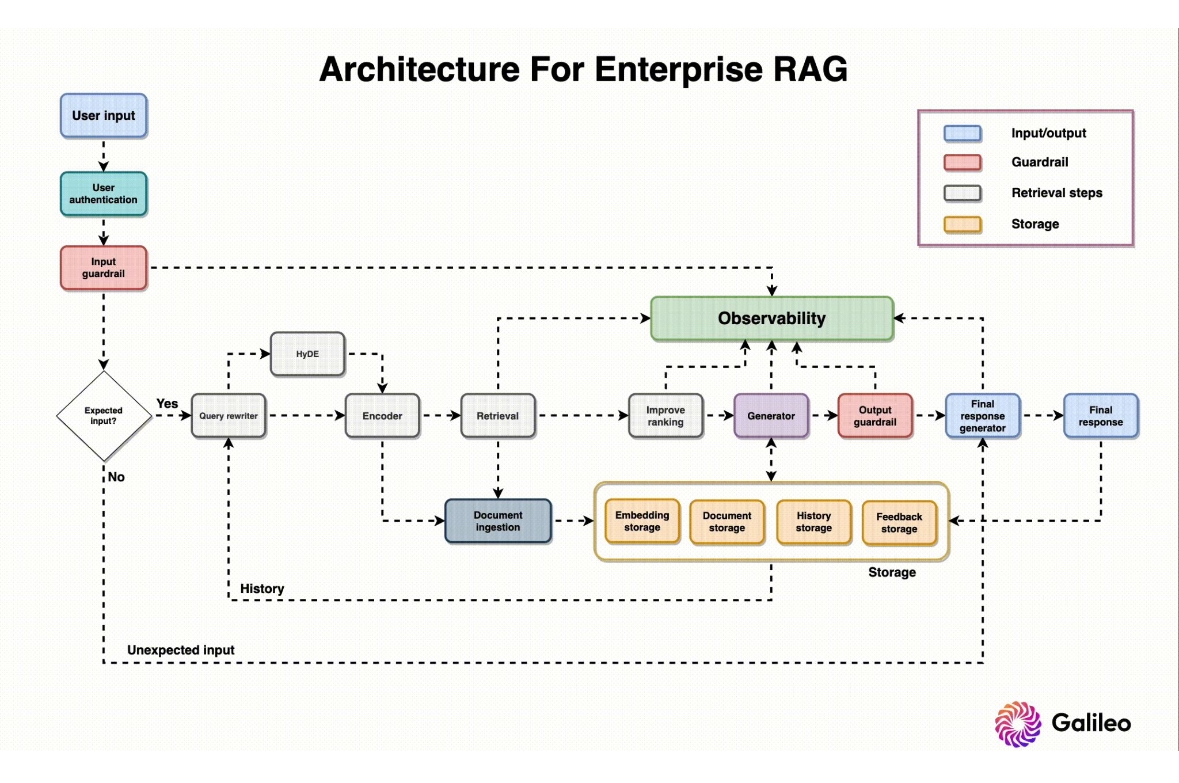 Architecture For Enterprise RAG
User input
Input/output
Guardrail
Retrieval steps
Storage
User
authentication
Input
guardrail
Observability
HyDE
Expected
Input?
Yes
No
Query rewriter
Encoder
Retrieval
Improve
ranking
Generator
Output
guardrail
Final
response
generator
Final
response
Document
ingestion
Embedding
storage
Document
storage
History
storage
Feedback
storage
Storage
History
Unexpected input
Galileo